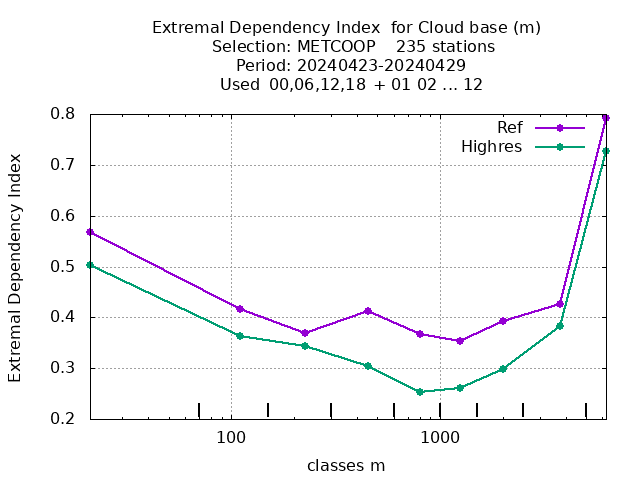 Extremal Dependency Index  for Cloud base (m)
Selection: METCOOP    235 stations
Period: 20240423-20240429
Used  00,06,12,18  + 01 02 ... 12
Ref
Highres
Extremal Dependency Index
0.8
0.7
0.6
0.5
0.4
0.3
0.2
100
1000
classes m